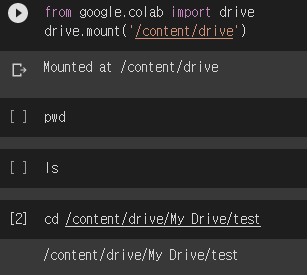 from google.colab import drive
drive.mount('/content/drive')
Mounted at /content/drive
[ ] pwd
[ ] ls
[2] cd /content/drive/My Drive/test
/content/drive/My Drive/test